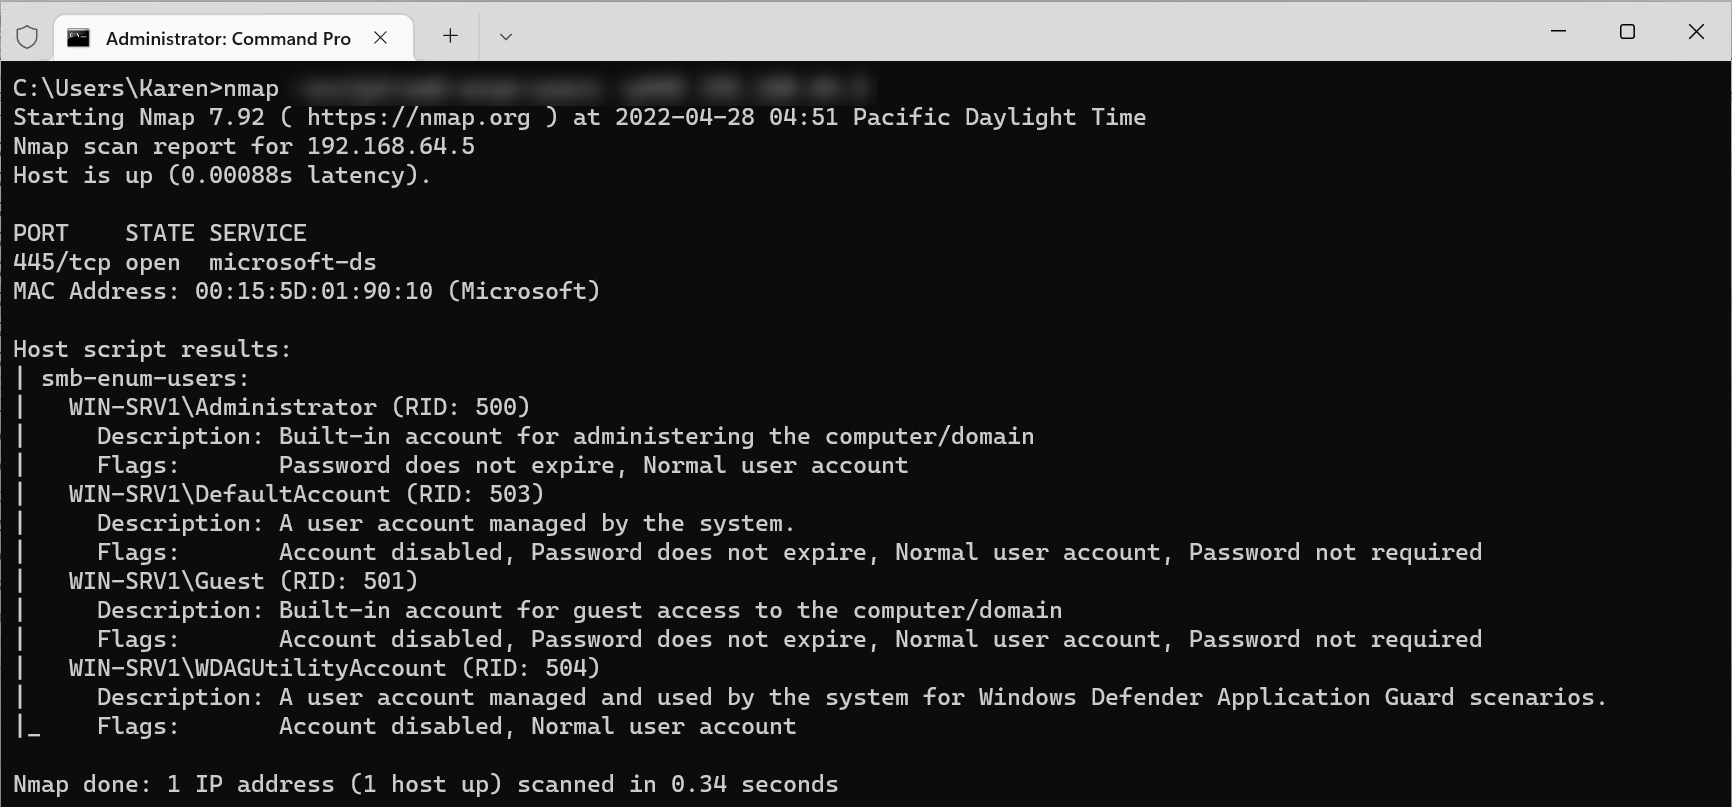 Administrator: Command Pro
C:\Users\Karen>nmap
Starting Nmap 7.92 ( https://nmap.org ) at 2022-04-28 04:51 Pacific Daylight Time
Nmap scan report for 192.168.64.5
Host is up (0.00088s latency).
PORT    STATE SERVICE
445/tcp open  microsoft-ds
MAC Address: 00:15:5D:01:90:10 (Microsoft)
Host script results:
| smb-enum-users:
|   WIN-SRV1\Administrator (RID: 500)
|     Description: Built-in account for administering the computer/domain
|     Flags:       Password does not expire, Normal user account
|   WIN-SRV1\DefaultAccount (RID: 503)
|     Description: A user account managed by the system.
|     Flags:       Account disabled, Password does not expire, Normal user account, Password not required
|   WIN-SRV1\Guest (RID: 501)
|     Description: Built-in account for guest access to the computer/domain
|     Flags:       Account disabled, Password does not expire, Normal user account, Password not required
|   WIN-SRV1\WDAGUtilityAccount (RID: 504)
|     Description: A user account managed and used by the system for Windows Defender Application Guard scenarios.
|_    Flags:       Account disabled, Normal user account
Nmap done: 1 IP address (1 host up) scanned in 0.34 seconds